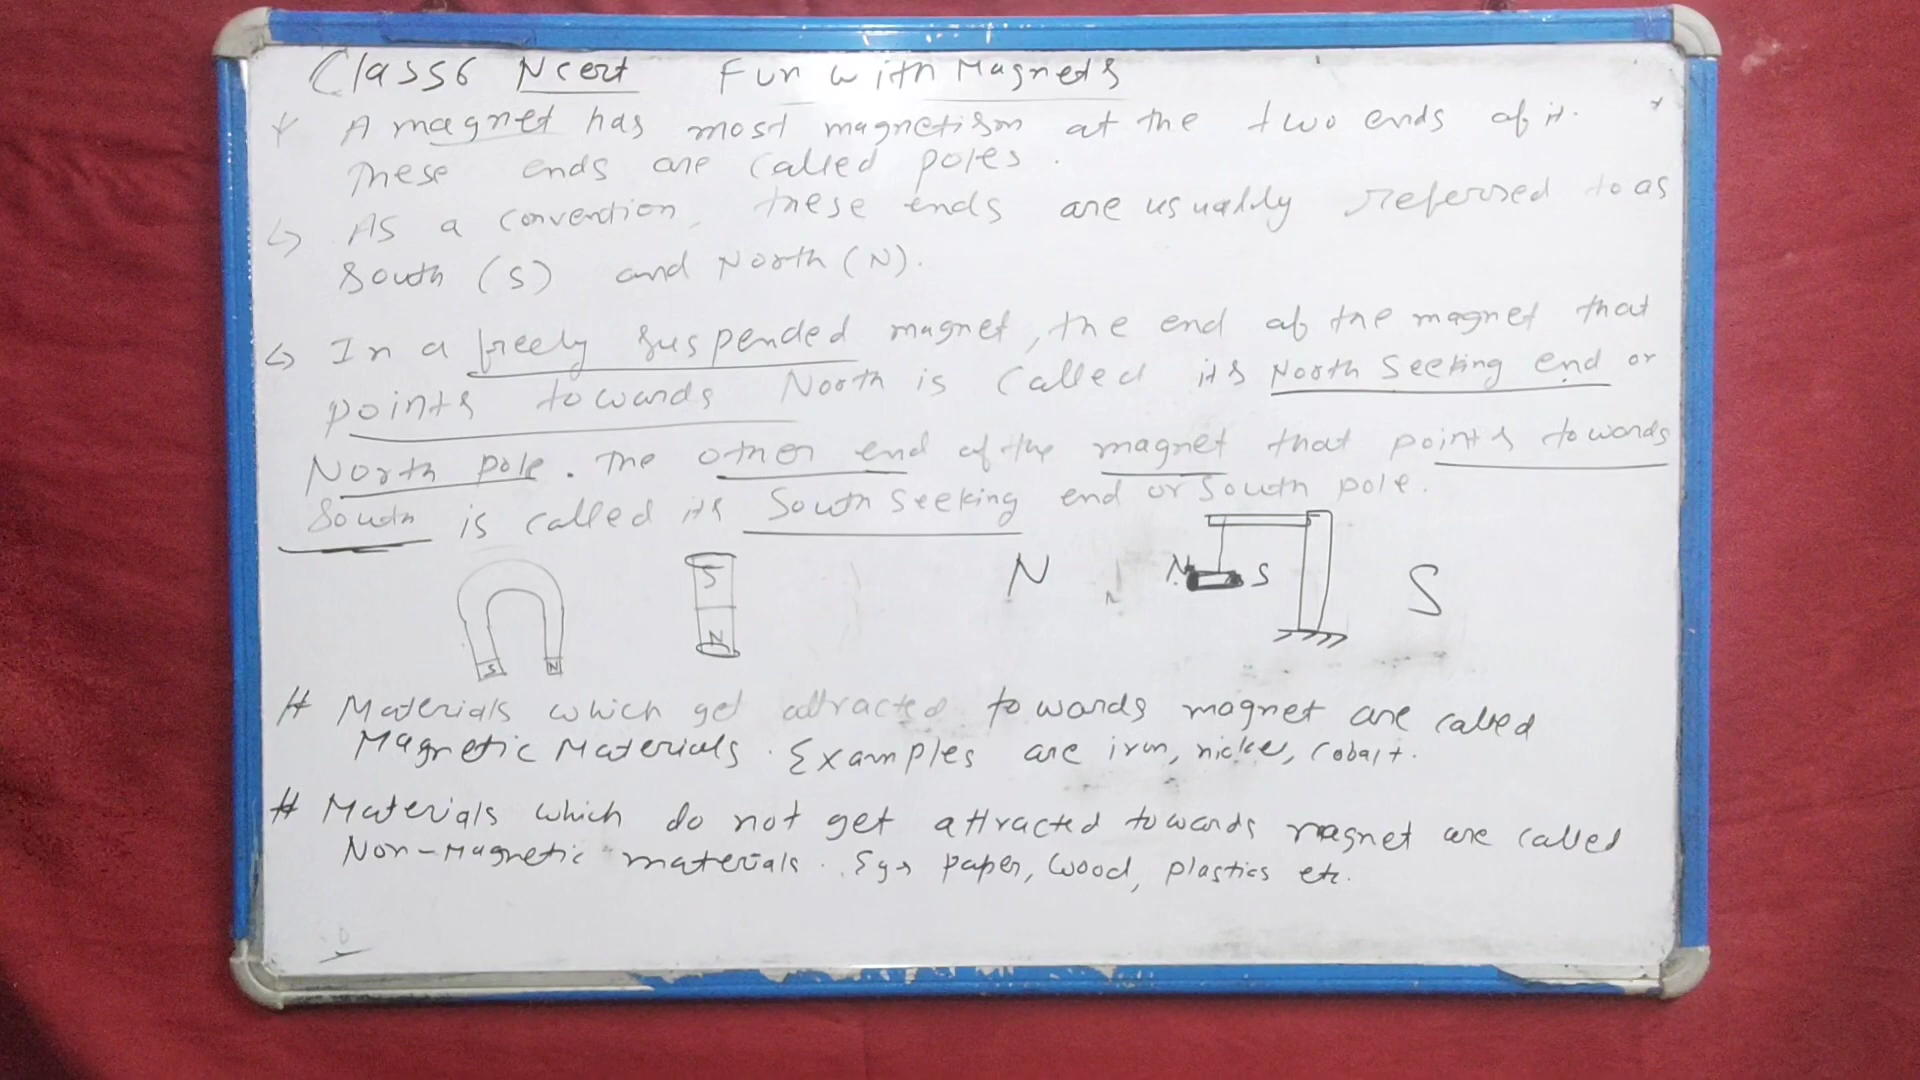 Class 6 Ncert Fun with Magnets
A magnet has most magnetism at the two ends of it.
These ends are called poles.
As a convention, these ends are usually referred to as
South (S) and North (N).
In a freely suspended magnet, the end of the magnet that
points towards North is called its North Seeking end or
North pole. The other end of the magnet that points towards
South is called its South Seeking end or South pole.
S N
S
N
N N S S
# Materials which get attracted towards magnet are called
Magnetic Materials. Examples are iron, nickel, cobalt.
# Materials which do not get attracted towards magnet are called
Non-Magnetic materials. Eg→ paper, wood, plastics etc.